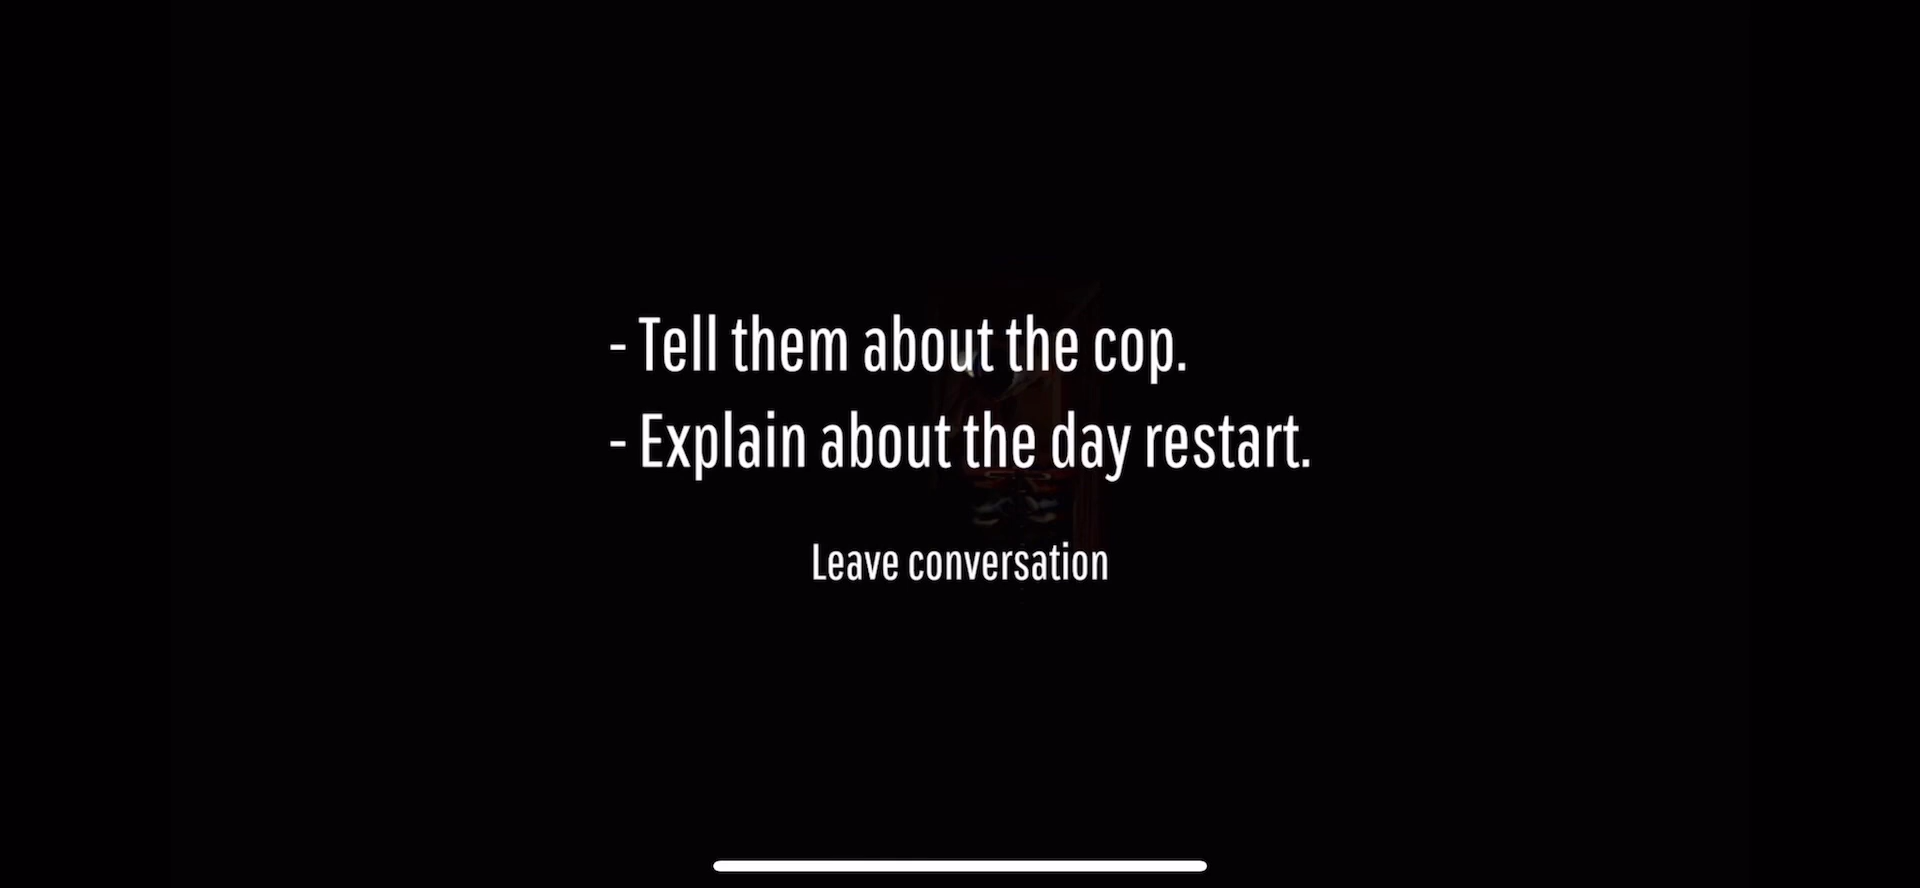 - Tell them about the cop.
- Explain about the day restart.
Leave conversation